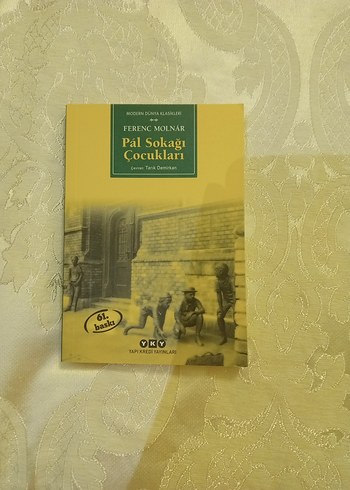 MODERN DÜNYA KLASİKLERİ
FERENC MOLNÁR
Pál Sokağı
Çocukları
Çeviren: Tarık Demirkan
61.
baskı
YKY
YAPI KREDİ YAYINLARI